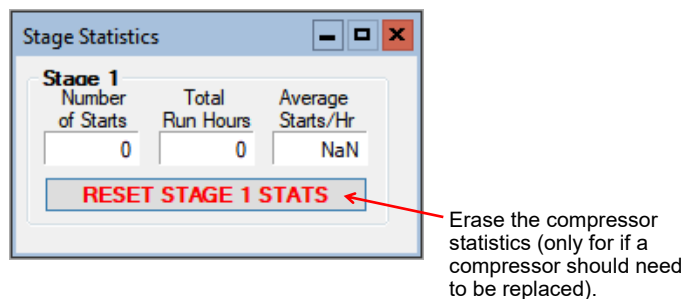 Stage Statistics
Stage 1
Number Total Average
of Starts Run Hours Starts/Hr
0 0 NaN
RESET STAGE 1 STATS
Erase the compressor
statistics (only for if a
compressor should need
to be replaced).